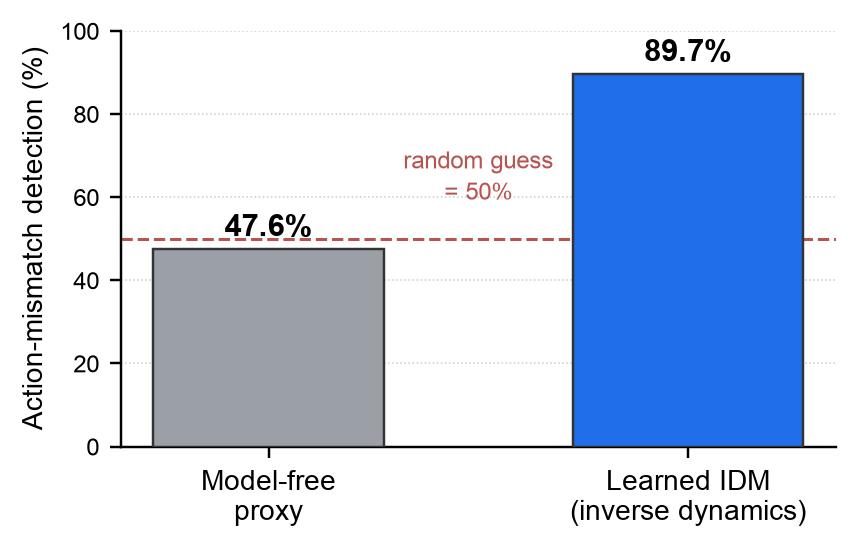 Action-mismatch detection (%)
100
80
60
40
20
0
47.6%
random guess
= 50%
89.7%
Model-free
proxy
Learned IDM
(inverse dynamics)